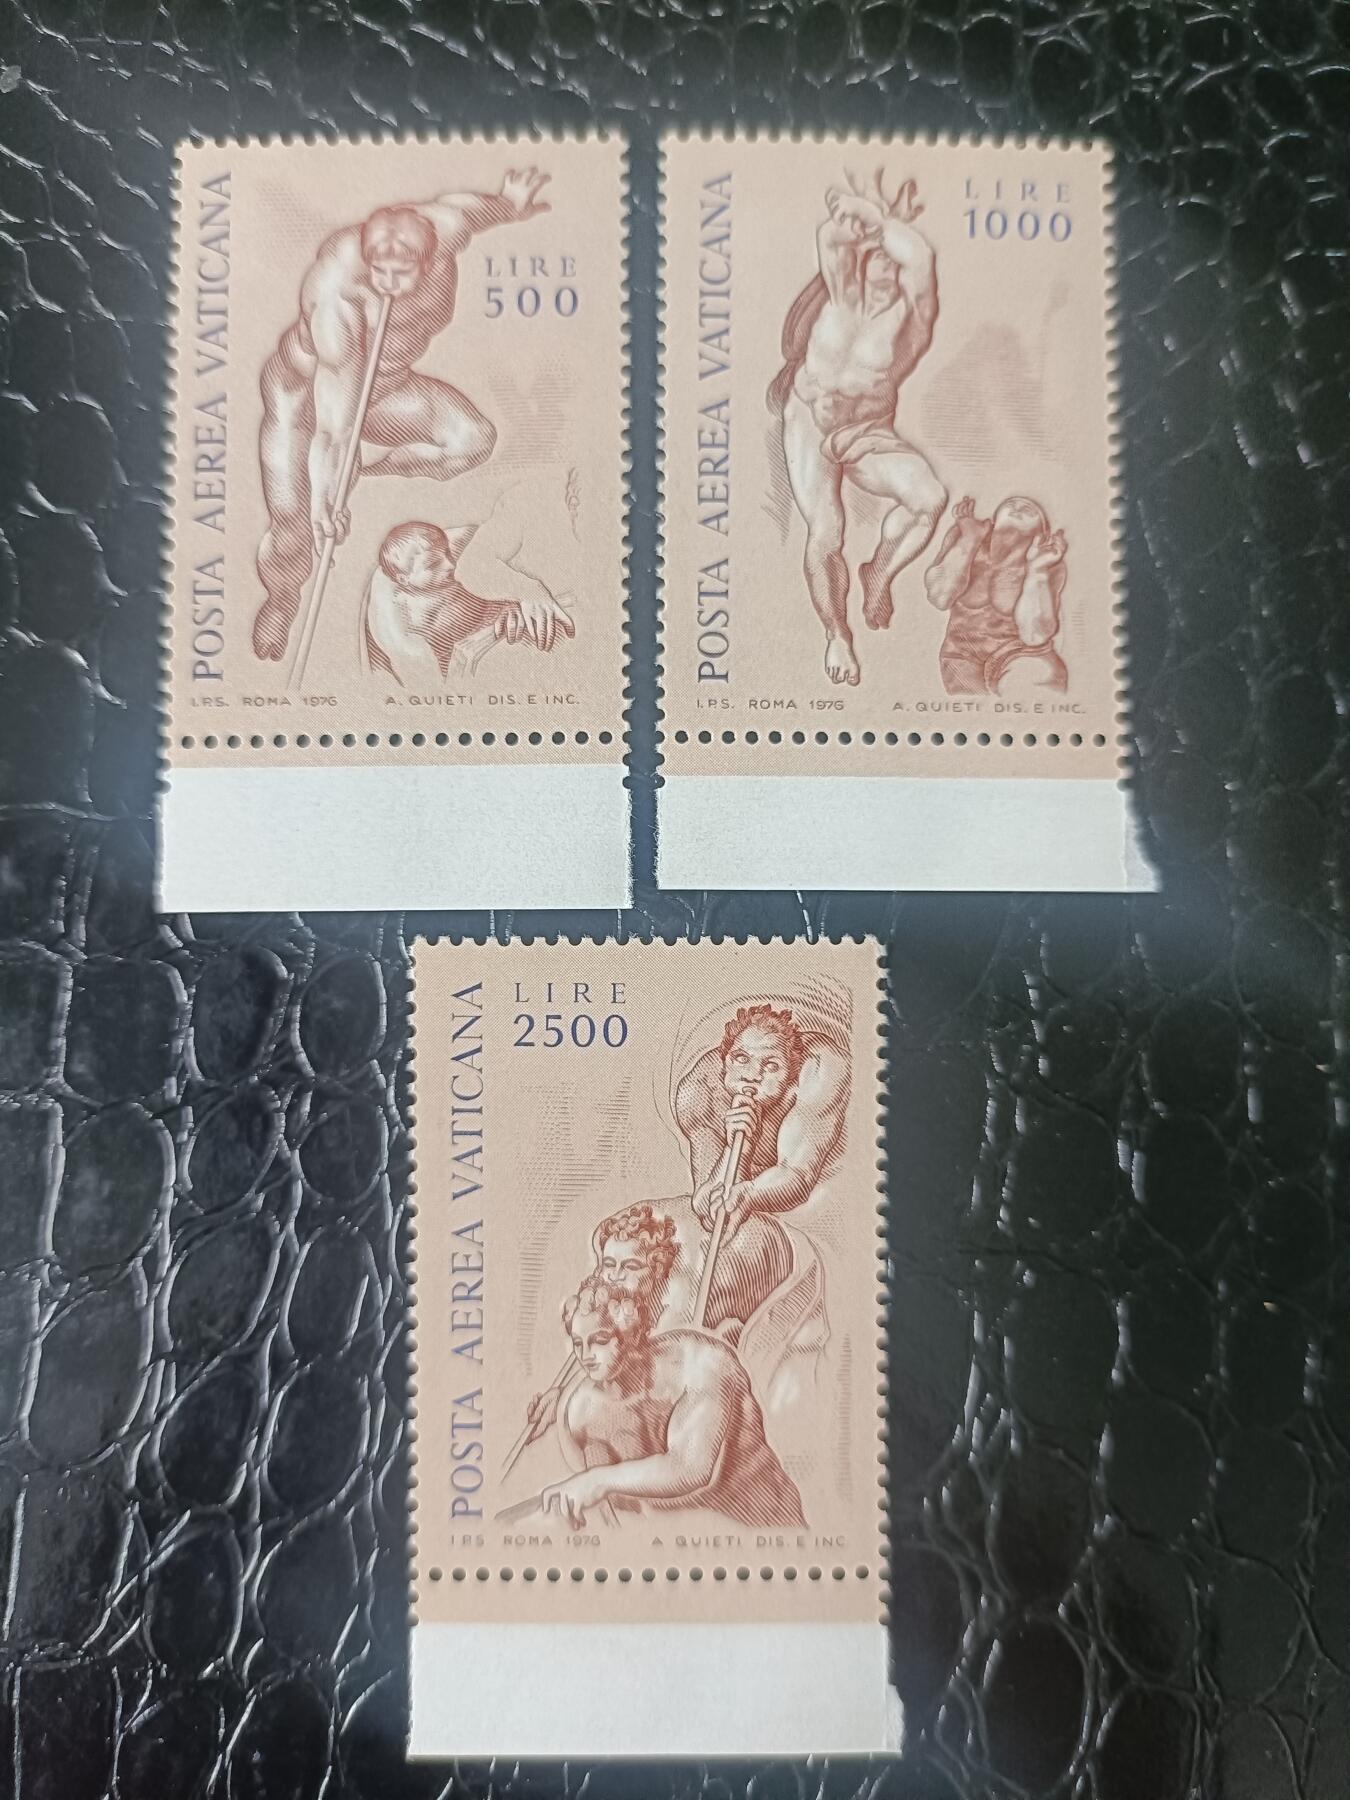 POSTA AEREA VATICANA
LIRE
500
I.P.S. ROMA 1976 A. QUIETI DIS. E INC.
POSTA AEREA VATICANA
LIRE
1000
I.P.S. ROMA 1976 A. QUIETI DIS. E INC.
POSTA AEREA VATICANA
LIRE
2500
I.P.S. ROMA 1976 A. QUIETI DIS. E INC.